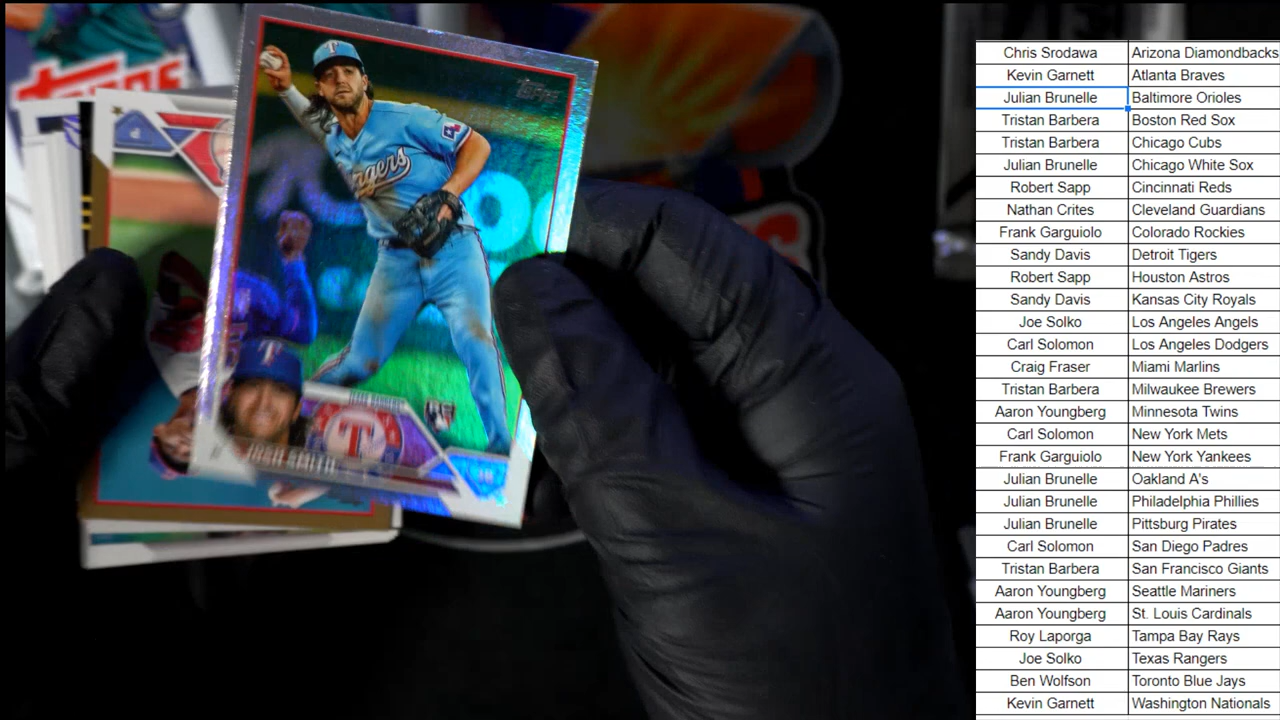 Topps
Rangers
TEXAS RANGERS
JOSH SMITH
Chris Srodawa Arizona Diamondbacks
Kevin Garnett Atlanta Braves
Julian Brunelle Baltimore Orioles
Tristan Barbera Boston Red Sox
Tristan Barbera Chicago Cubs
Julian Brunelle Chicago White Sox
Robert Sapp Cincinnati Reds
Nathan Crites Cleveland Guardians
Frank Garguiolo Colorado Rockies
Sandy Davis Detroit Tigers
Robert Sapp Houston Astros
Sandy Davis Kansas City Royals
Joe Solko Los Angeles Angels
Carl Solomon Los Angeles Dodgers
Craig Fraser Miami Marlins
Tristan Barbera Milwaukee Brewers
Aaron Youngberg Minnesota Twins
Carl Solomon New York Mets
Frank Garguiolo New York Yankees
Julian Brunelle Oakland A's
Julian Brunelle Philadelphia Phillies
Julian Brunelle Pittsburg Pirates
Carl Solomon San Diego Padres
Tristan Barbera San Francisco Giants
Aaron Youngberg Seattle Mariners
Aaron Youngberg St. Louis Cardinals
Roy Laporga Tampa Bay Rays
Joe Solko Texas Rangers
Ben Wolfson Toronto Blue Jays
Kevin Garnett Washington Nationals